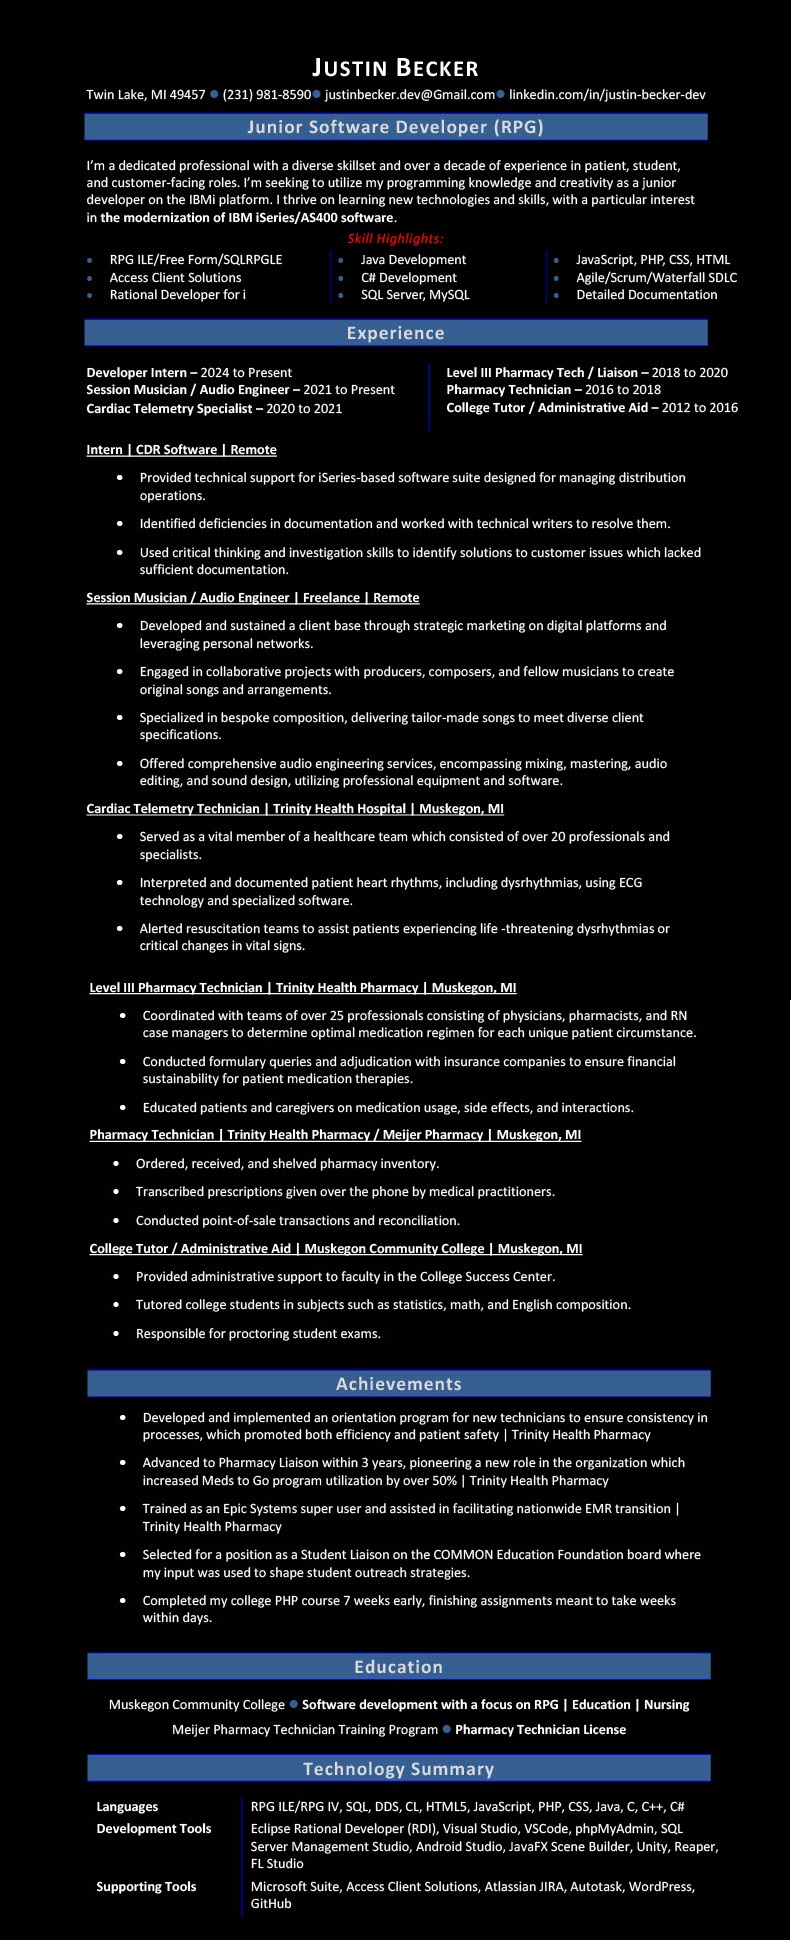 JUSTIN BECKER
Twin Lake, MI 49457 ● (231) 981-8590● justinbecker.dev@Gmail.com● linkedin.com/in/justin-becker-dev
Junior Software Developer (RPG)
I'm a dedicated professional with a diverse skillset and over a decade of experience in patient, student,
and customer-facing roles. I'm seeking to utilize my programming knowledge and creativity as a junior
developer on the IBMi platform. I thrive on learning new technologies and skills, with a particular interest
in the modernization of IBM iSeries/AS400 software.
Skill Highlights:
• RPG ILE/Free Form/SQLRPGLE
• Access Client Solutions
• Rational Developer for i
• Java Development
• C# Development
• SQL Server, MySQL
• JavaScript, PHP, CSS, HTML
• Agile/Scrum/Waterfall SDLC
• Detailed Documentation
Experience
Developer Intern – 2024 to Present
Session Musician / Audio Engineer – 2021 to Present
Cardiac Telemetry Specialist – 2020 to 2021
Level III Pharmacy Tech / Liaison – 2018 to 2020
Pharmacy Technician – 2016 to 2018
College Tutor / Administrative Aid – 2012 to 2016
Intern | CDR Software | Remote
• Provided technical support for iSeries-based software suite designed for managing distribution
operations.
• Identified deficiencies in documentation and worked with technical writers to resolve them.
• Used critical thinking and investigation skills to identify solutions to customer issues which lacked
sufficient documentation.
Session Musician / Audio Engineer | Freelance | Remote
• Developed and sustained a client base through strategic marketing on digital platforms and
leveraging personal networks.
• Engaged in collaborative projects with producers, composers, and fellow musicians to create
original songs and arrangements.
• Specialized in bespoke composition, delivering tailor-made songs to meet diverse client
specifications.
• Offered comprehensive audio engineering services, encompassing mixing, mastering, audio
editing, and sound design, utilizing professional equipment and software.
Cardiac Telemetry Technician | Trinity Health Hospital | Muskegon, MI
• Served as a vital member of a healthcare team which consisted of over 20 professionals and
specialists.
• Interpreted and documented patient heart rhythms, including dysrhythmias, using ECG
technology and specialized software.
• Alerted resuscitation teams to assist patients experiencing life -threatening dysrhythmias or
critical changes in vital signs.
Level III Pharmacy Technician | Trinity Health Pharmacy | Muskegon, MI
• Coordinated with teams of over 25 professionals consisting of physicians, pharmacists, and RN
case managers to determine optimal medication regimen for each unique patient circumstance.
• Conducted formulary queries and adjudication with insurance companies to ensure financial
sustainability for patient medication therapies.
• Educated patients and caregivers on medication usage, side effects, and interactions.
Pharmacy Technician | Trinity Health Pharmacy / Meijer Pharmacy | Muskegon, MI
• Ordered, received, and shelved pharmacy inventory.
• Transcribed prescriptions given over the phone by medical practitioners.
• Conducted point-of-sale transactions and reconciliation.
College Tutor / Administrative Aid | Muskegon Community College | Muskegon, MI
• Provided administrative support to faculty in the College Success Center.
• Tutored college students in subjects such as statistics, math, and English composition.
• Responsible for proctoring student exams.
Achievements
• Developed and implemented an orientation program for new technicians to ensure consistency in
processes, which promoted both efficiency and patient safety | Trinity Health Pharmacy
• Advanced to Pharmacy Liaison within 3 years, pioneering a new role in the organization which
increased Meds to Go program utilization by over 50% | Trinity Health Pharmacy
• Trained as an Epic Systems super user and assisted in facilitating nationwide EMR transition |
Trinity Health Pharmacy
• Selected for a position as a Student Liaison on the COMMON Education Foundation board where
my input was used to shape student outreach strategies.
• Completed my college PHP course 7 weeks early, finishing assignments meant to take weeks
within days.
Education
Muskegon Community College ● Software development with a focus on RPG | Education | Nursing
Meijer Pharmacy Technician Training Program ● Pharmacy Technician License
Technology Summary
Languages RPG ILE/RPG IV, SQL, DDS, CL, HTML5, JavaScript, PHP, CSS, Java, C, C++, C#
Development Tools Eclipse Rational Developer (RDI), Visual Studio, VSCode, phpMyAdmin, SQL
Server Management Studio, Android Studio, JavaFX Scene Builder, Unity, Reaper,
FL Studio
Supporting Tools Microsoft Suite, Access Client Solutions, Atlassian JIRA, Autotask, WordPress,
GitHub